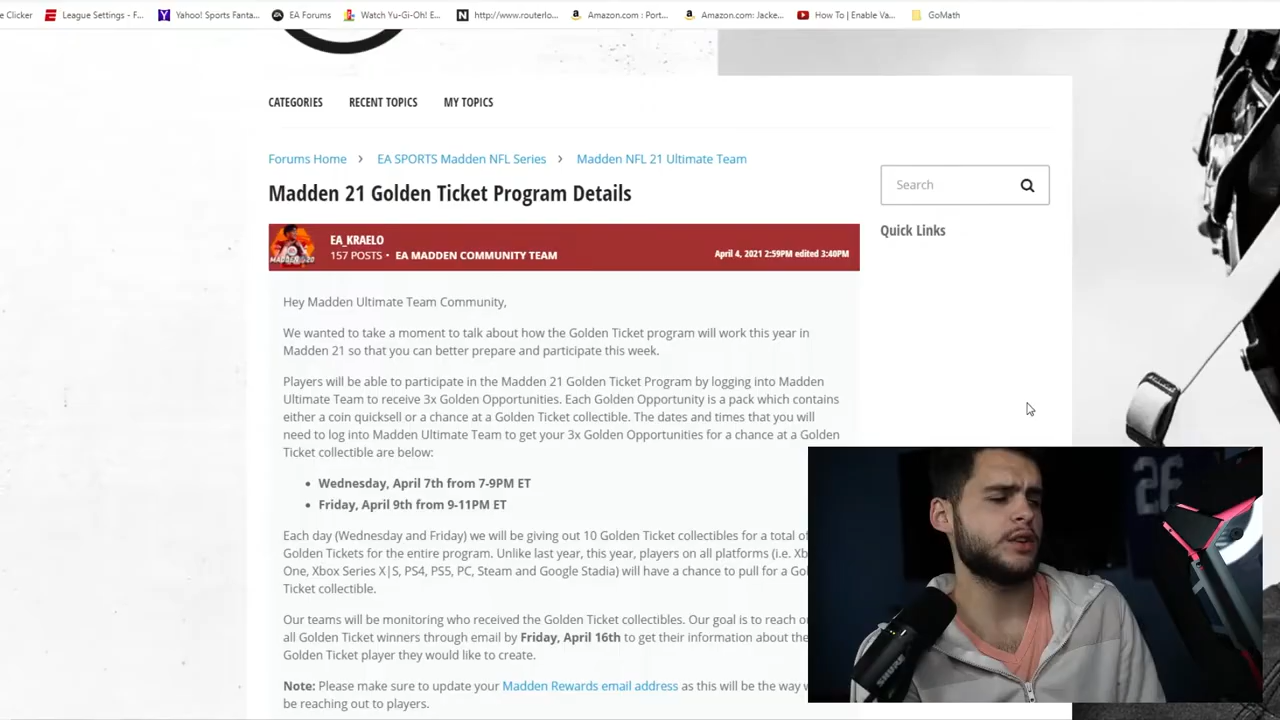 e Clicker League Settings - F... Yahoo! Sports Fanta... EA Forums Watch Yu-Gi-Oh! E... http://www.routerlo... Amazon.com : Port... Amazon.com: Jacke... How To | Enable Va... GoMath
CATEGORIES RECENT TOPICS MY TOPICS
Forums Home > EA SPORTS Madden NFL Series > Madden NFL 21 Ultimate Team
Search
Madden 21 Golden Ticket Program Details
Quick Links
EA_KRAELO
157 POSTS • EA MADDEN COMMUNITY TEAM
April 4, 2021 2:59PM edited 3:40PM
Hey Madden Ultimate Team Community,
We wanted to take a moment to talk about how the Golden Ticket program will work this year in
Madden 21 so that you can better prepare and participate this week.
Players will be able to participate in the Madden 21 Golden Ticket Program by logging into Madden
Ultimate Team to receive 3x Golden Opportunities. Each Golden Opportunity is a pack which contains
either a coin quicksell or a chance at a Golden Ticket collectible. The dates and times that you will
need to log into Madden Ultimate Team to get your 3x Golden Opportunities for a chance at a Golden
Ticket collectible are below:
• Wednesday, April 7th from 7-9PM ET
• Friday, April 9th from 9-11PM ET
Each day (Wednesday and Friday) we will be giving out 10 Golden Ticket collectibles for a total of
Golden Tickets for the entire program. Unlike last year, this year, players on all platforms (i.e. Xb
One, Xbox Series X|S, PS4, PS5, PC, Steam and Google Stadia) will have a chance to pull for a Gol
Ticket collectible.
Our teams will be monitoring who received the Golden Ticket collectibles. Our goal is to reach o
all Golden Ticket winners through email by Friday, April 16th to get their information about the
Golden Ticket player they would like to create.
Note: Please make sure to update your Madden Rewards email address as this will be the way
be reaching out to players.
26
SHURE